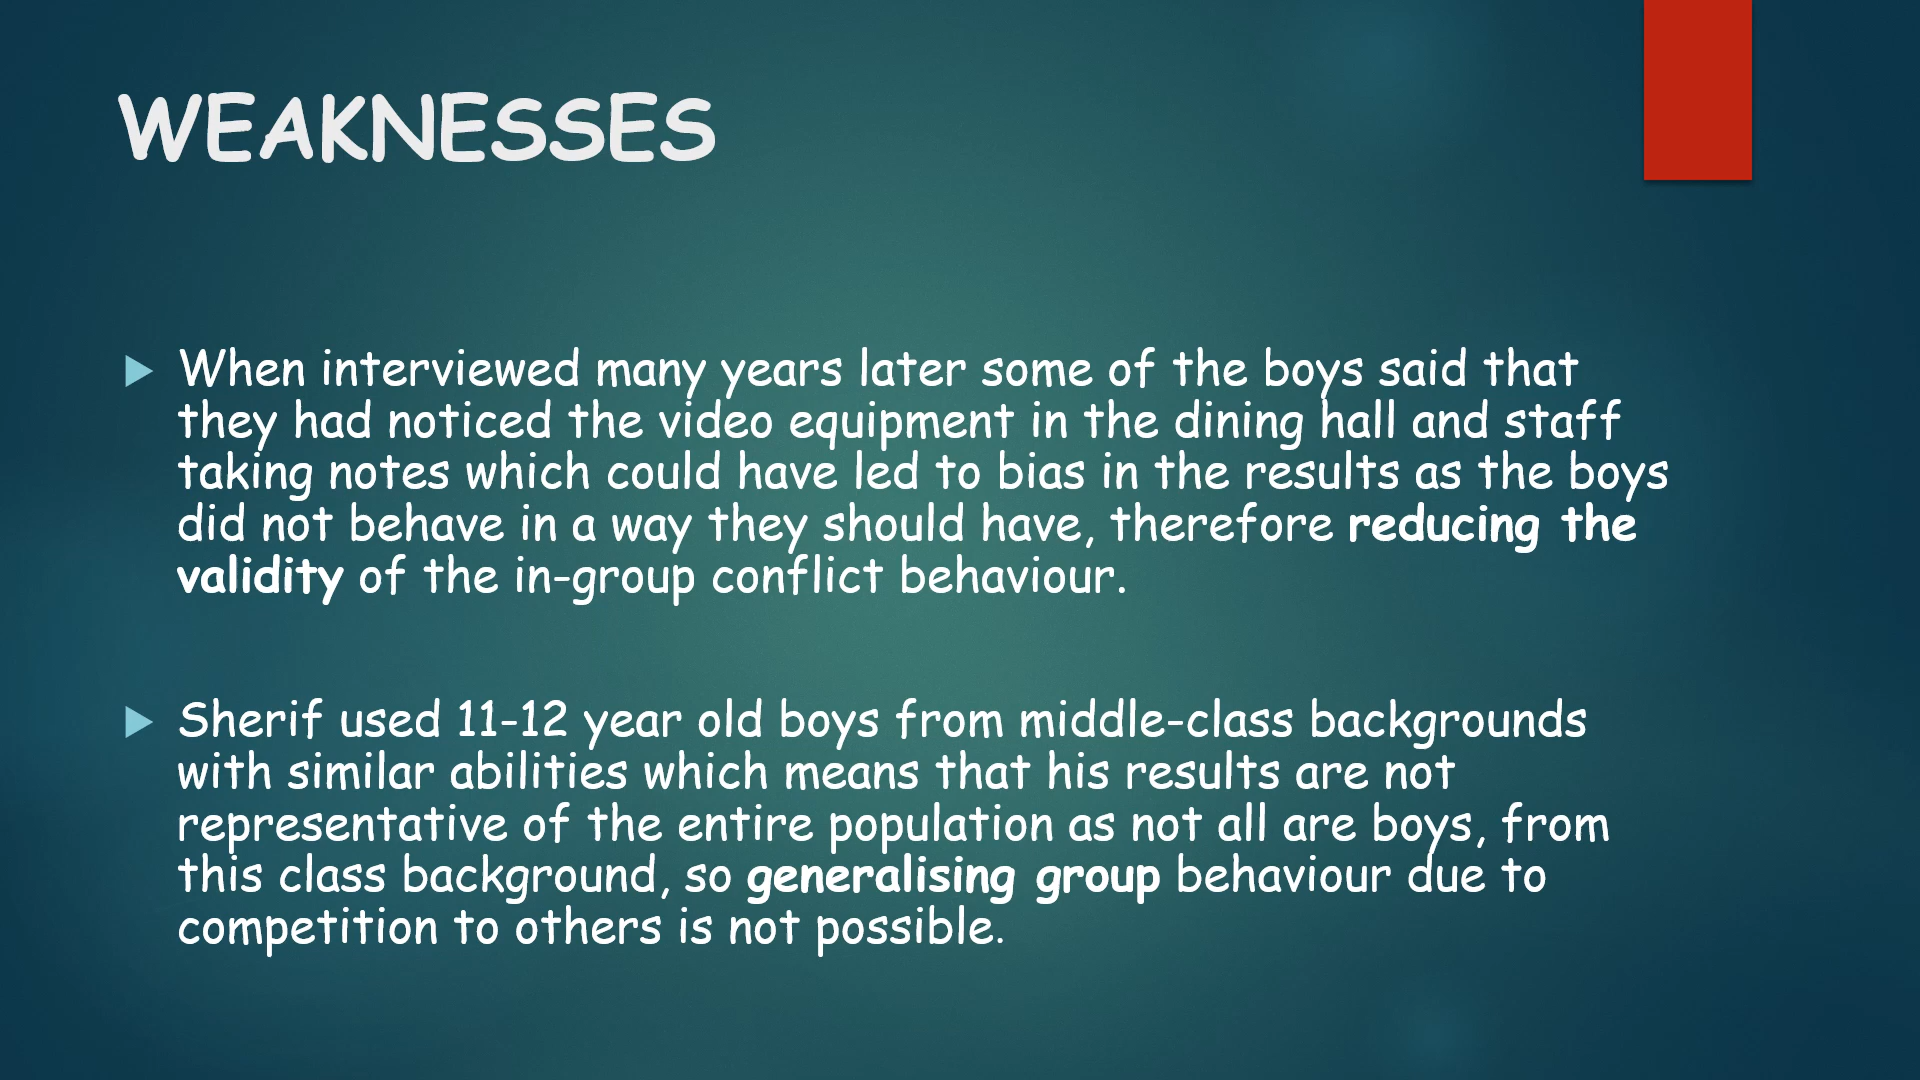 WEAKNESSES
When interviewed many years later some of the boys said that
they had noticed the video equipment in the dining hall and staff
taking notes which could have led to bias in the results as the boys
did not behave in a way they should have, therefore reducing the
validity of the in-group conflict behaviour.
Sherif used 11-12 year old boys from middle-class backgrounds
with similar abilities which means that his results are not
representative of the entire population as not all are boys, from
this class background, so generalising group behaviour due to
competition to others is not possible.